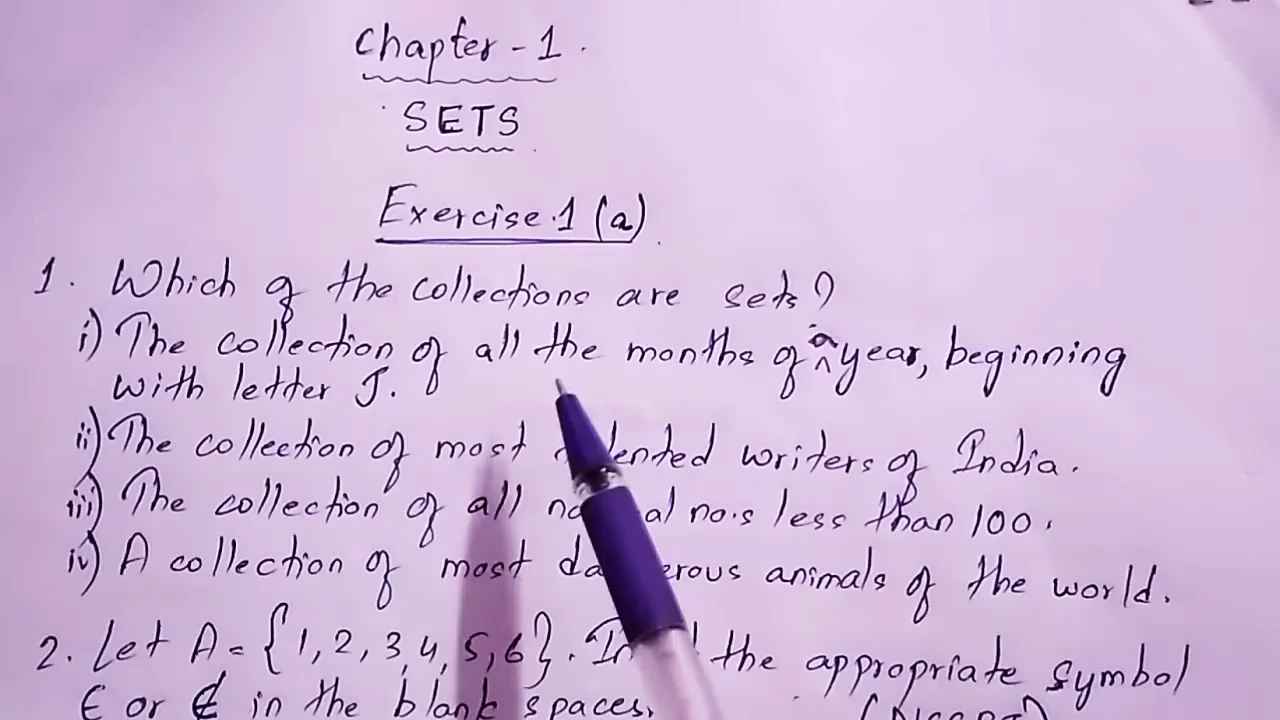 Chapter - 1
SETS
Exercise.1 (a)
1. Which of the collections are sets?
i) The collection of all the months of a year, beginning
with letter J.
ii) The collection of most writers of India.
iii) The collection of all no.s less than 100.
iv) A collection of most animals of the world.
2. Let A = {1, 2, 3, 4, 5, 6}. the appropriate symbol
∈ or ∉ in the blank spaces.